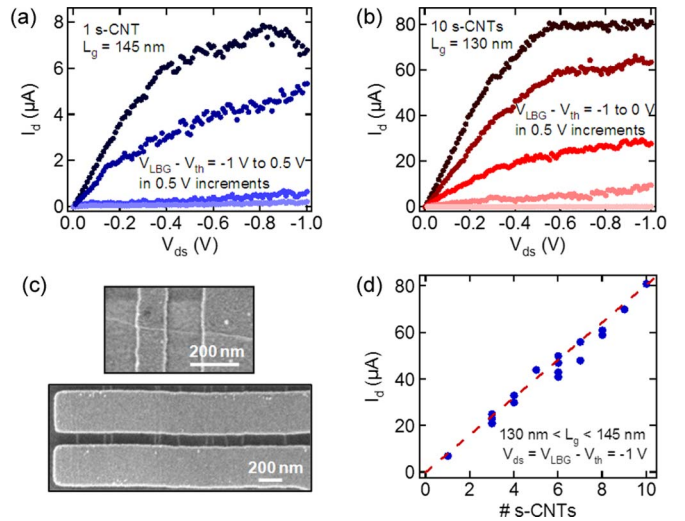 (a)
1 s-CNT
L_g = 145 nm
V_LBG - V_th = -1 V to 0.5 V
in 0.5 V increments
I_d (μA)
8
6
4
2
0
0.0 -0.2 -0.4 -0.6 -0.8 -1.0
V_ds (V)
(b)
10 s-CNTs
L_g = 130 nm
V_LBG - V_th = -1 to 0 V
in 0.5 V increments
I_d (μA)
80
60
40
20
0
0.0 -0.2 -0.4 -0.6 -0.8 -1.0
V_ds (V)
(c)
200 nm
200 nm
(d)
I_d (μA)
80
60
40
20
0
130 nm < L_g < 145 nm
V_ds = V_LBG - V_th = -1 V
0 2 4 6 8 10
# s-CNTs